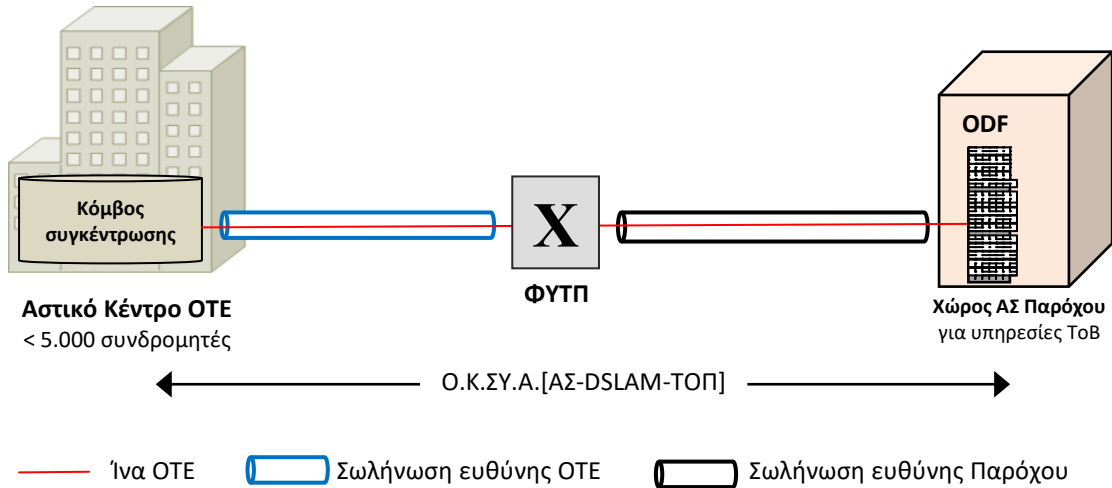 ODF
Κόμβος
συγκέντρωσης
X
ΦΥΤΠ
Αστικό Κέντρο ΟΤΕ
< 5.000 συνδρομητές
Χώρος ΑΣ Παρόχου
για υπηρεσίες ToB
Ο.Κ.ΣΥ.Α.[ΑΣ-DSLAM-ΤΟΠ]
Ίνα ΟΤΕ
Σωλήνωση ευθύνης ΟΤΕ
Σωλήνωση ευθύνης Παρόχου